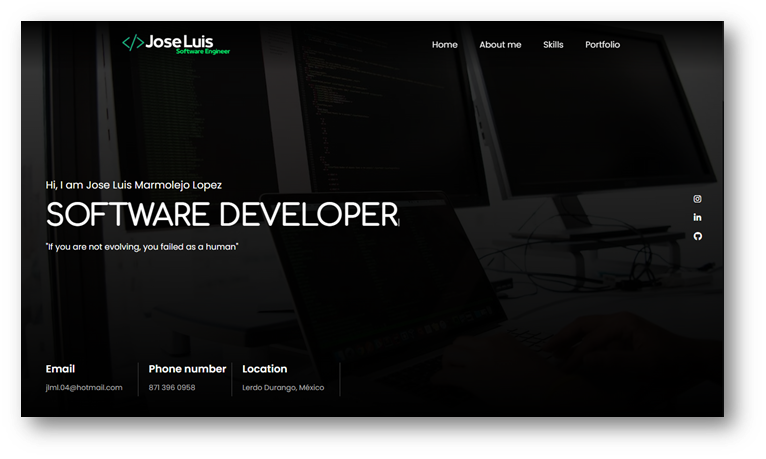 </>Jose Luis
Software Engineer
Home About me Skills Portfolio
Hi, I am Jose Luis Marmolejo Lopez
SOFTWARE DEVELOPER
"If you are not evolving, you failed as a human"
Email Phone number Location
jlml.04@hotmail.com 871 396 0958 Lerdo Durango, México